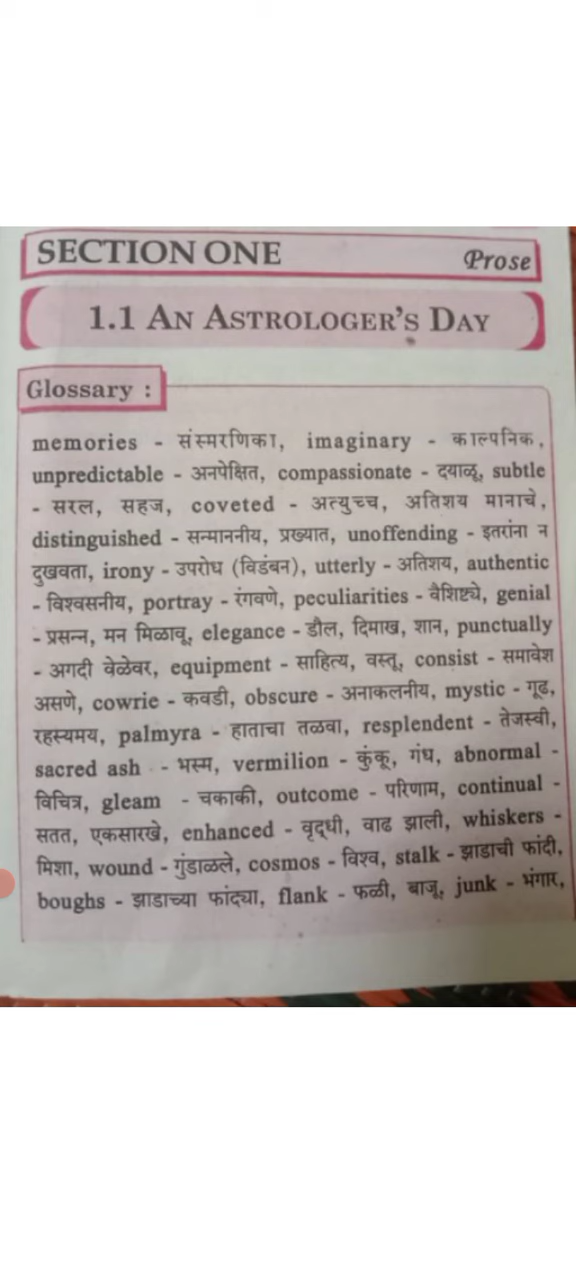 SECTION ONE
Prose
1.1 AN ASTROLOGER'S DAY
Glossary :
memories - संस्मरणिका, imaginary - काल्पनिक,
unpredictable - अनपेक्षित, compassionate - दयाळू, subtle
- सरल, सहज, coveted - अत्युच्च, अतिशय मानाचे,
distinguished - सन्माननीय, प्रख्यात, unoffending - इतरांना न
दुखवता, irony - उपरोध (विडंबन), utterly - अतिशय, authentic
- विश्वसनीय, portray - रंगवणे, peculiarities - वैशिष्ट्ये, genial
- प्रसन्न, मन मिळावू, elegance - डौल, दिमाख, शान, punctually
- अगदी वेळेवर, equipment - साहित्य, वस्तू, consist - समावेश
असणे, cowrie - कवडी, obscure - अनाकलनीय, mystic - गूढ,
रहस्यमय, palmyra - हाताचा तळवा, resplendent - तेजस्वी,
sacred ash - भस्म, vermilion - कुंकू, गंध, abnormal -
विचित्र, gleam - चकाकी, outcome - परिणाम, continual -
सतत, एकसारखे, enhanced - वृद्धी, वाढ झाली, whiskers -
मिशा, wound - गुंडाळले, cosmos - विश्व, stalk - झाडाची फांदी,
boughs - झाडाच्या फांद्या, flank - फळी, बाजू, junk - भंगार,